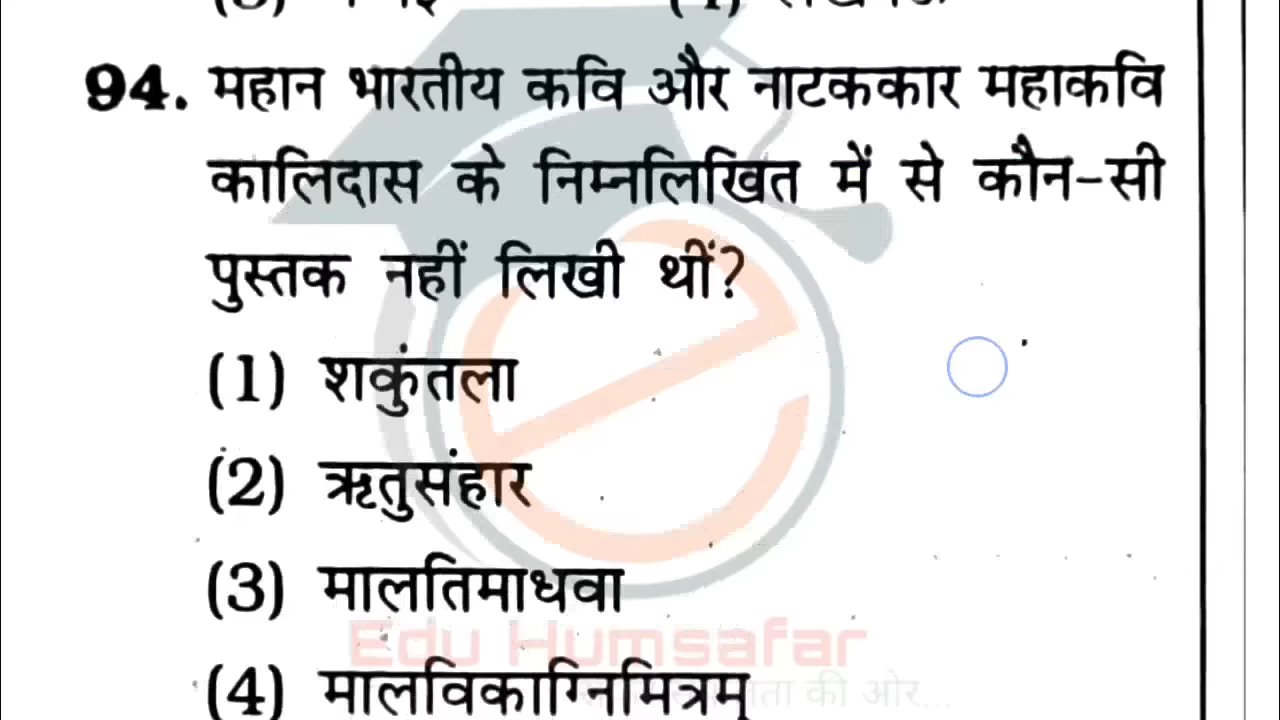 94. महान भारतीय कवि और नाटककार महाकवि
कालिदास के निम्नलिखित में से कौन-सी
पुस्तक नहीं लिखी थीं?
(1) शकुंतला
(2) ऋतुसंहार
(3) मालतिमाधवा
Edu Humsafar
(4) मालविकाग्निमित्रम्
की ओर...